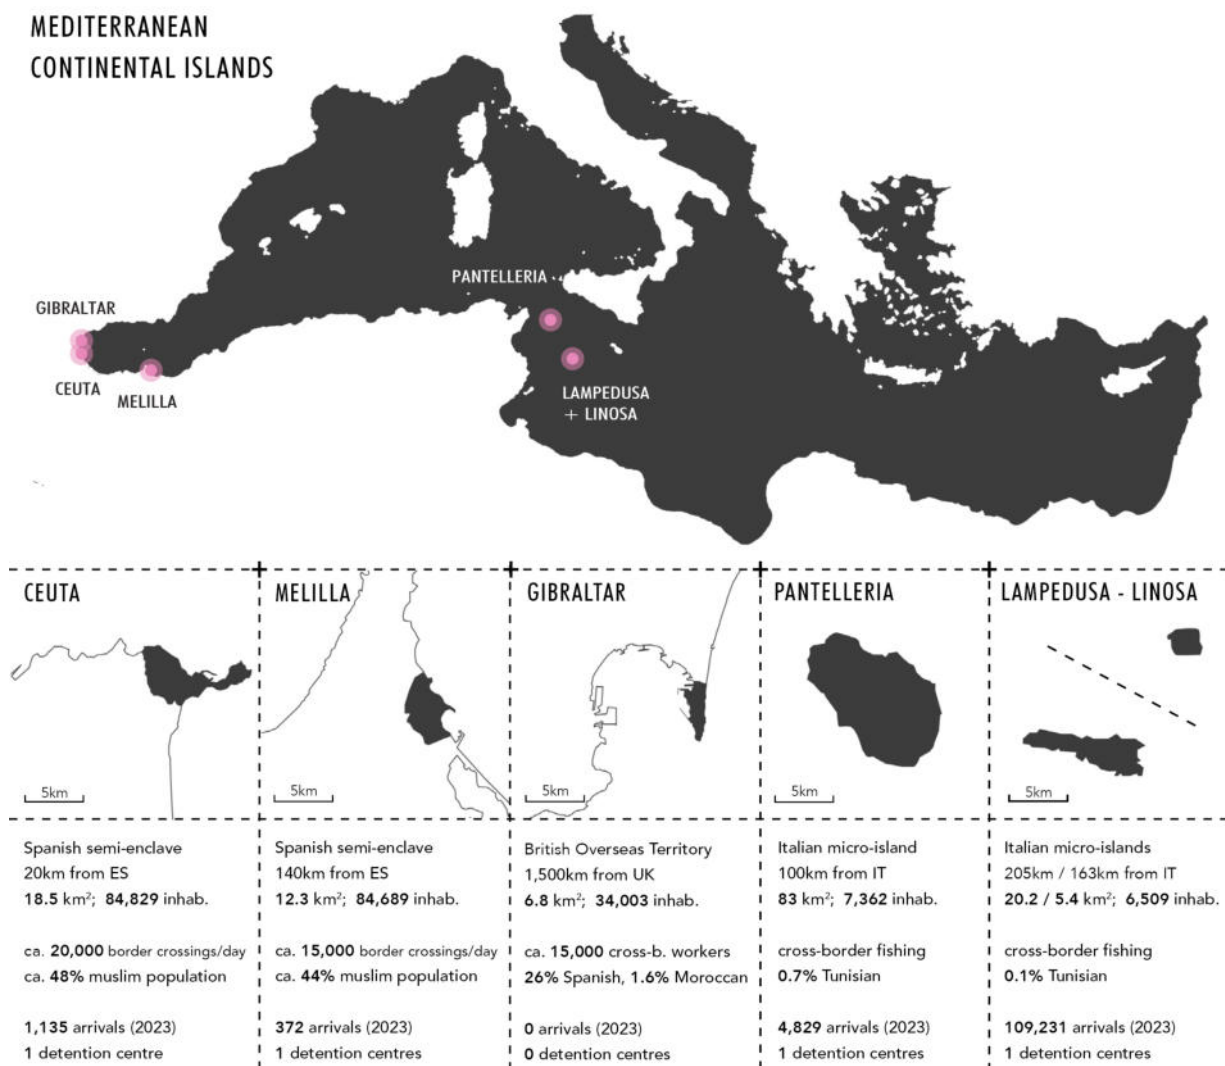 MEDITERRANEAN
CONTINENTAL ISLANDS
PANTELLERIA
GIBRALTAR
CEUTA
MELILLA
LAMPEDUSA
+ LINOSA
CEUTA
5km
Spanish semi-enclave
20km from ES
18.5 km²; 84,829 inhab.
ca. 20,000 border crossings/day
ca. 48% muslim population
1,135 arrivals (2023)
1 detention centre
MELILLA
5km
Spanish semi-enclave
140km from ES
12.3 km²; 84,689 inhab.
ca. 15,000 border crossings/day
ca. 44% muslim population
372 arrivals (2023)
1 detention centres
GIBRALTAR
5km
British Overseas Territory
1,500km from UK
6.8 km²; 34,003 inhab.
ca. 15,000 cross-b. workers
26% Spanish, 1.6% Moroccan
0 arrivals (2023)
0 detention centres
PANTELLERIA
5km
Italian micro-island
100km from IT
83 km²; 7,362 inhab.
cross-border fishing
0.7% Tunisian
4,829 arrivals (2023)
1 detention centres
LAMPEDUSA - LINOSA
5km
Italian micro-islands
205km / 163km from IT
20.2 / 5.4 km²; 6,509 inhab.
cross-border fishing
0.1% Tunisian
109,231 arrivals (2023)
1 detention centres